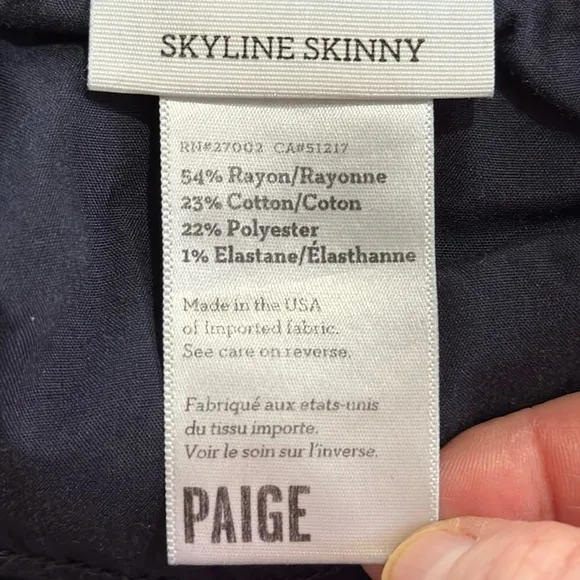 SKYLINE SKINNY
RN#27002 CA#51217
54% Rayon/Rayonne
23% Cotton/Coton
22% Polyester
1% Elastane/Élasthanne
Made in the USA
of Imported fabric.
See care on reverse.
Fabriqué aux etats-unis
du tissu importe.
Voir le soin sur l'inverse.
PAIGE